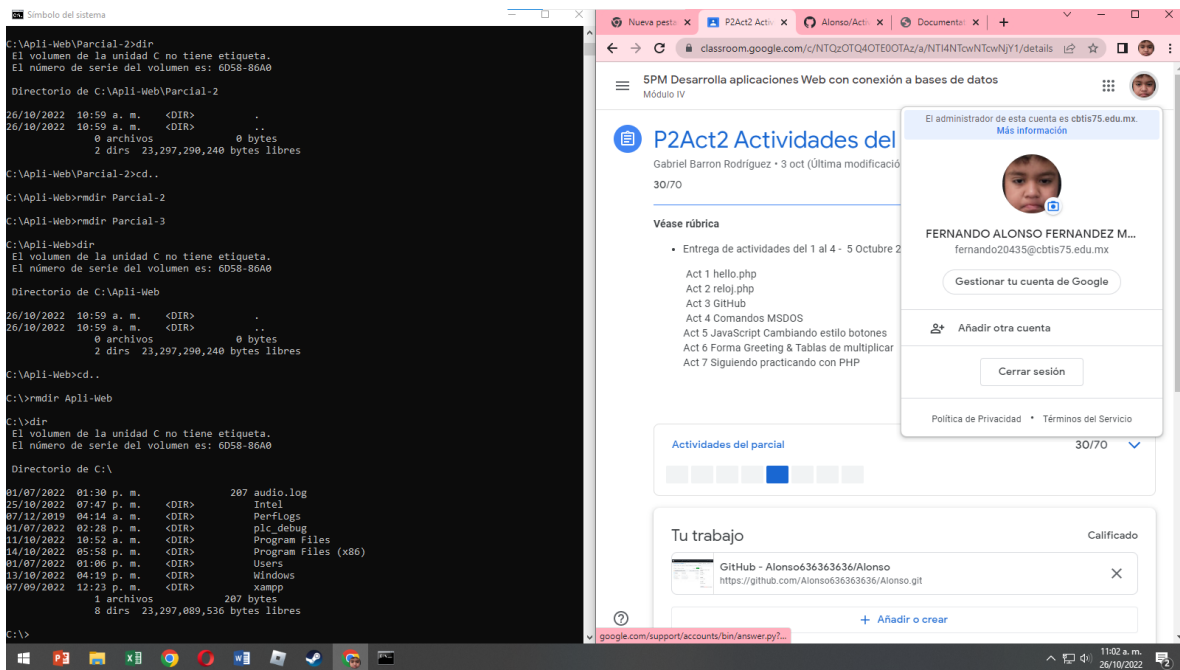 Símbolo del sistema
C:\Apli-Web\Parcial-2>dir
El volumen de la unidad C no tiene etiqueta.
El número de serie del volumen es: 6D58-86A0
Directorio de C:\Apli-Web\Parcial-2
26/10/2022 10:59 a. m. <DIR> .
26/10/2022 10:59 a. m. <DIR> ..
0 archivos 0 bytes
2 dirs 23,297,290,240 bytes libres
C:\Apli-Web\Parcial-2>cd..
C:\Apli-Web>rmdir Parcial-2
C:\Apli-Web>rmdir Parcial-3
C:\Apli-Web>dir
El volumen de la unidad C no tiene etiqueta.
El número de serie del volumen es: 6D58-86A0
Directorio de C:\Apli-Web
26/10/2022 10:59 a. m. <DIR> .
26/10/2022 10:59 a. m. <DIR> ..
0 archivos 0 bytes
2 dirs 23,297,290,240 bytes libres
C:\Apli-Web>cd..
C:\>rmdir Apli-Web
C:\>dir
El volumen de la unidad C no tiene etiqueta.
El número de serie del volumen es: 6D58-86A0
Directorio de C:\
01/07/2022 01:30 p. m. 207 audio.log
25/10/2022 07:47 p. m. <DIR> Intel
07/12/2019 04:14 a. m. <DIR> PerfLogs
01/07/2022 02:28 p. m. <DIR> plc_debug
11/10/2022 10:52 a. m. <DIR> Program Files
14/10/2022 05:58 p. m. <DIR> Program Files (x86)
01/07/2022 01:06 p. m. <DIR> Users
13/10/2022 04:19 p. m. <DIR> Windows
07/09/2022 12:23 p. m. <DIR> xampp
1 archivos 207 bytes
8 dirs 23,297,089,536 bytes libres
C:\>
Nueva pesta P2Act2 Activ Alonso/Acti Documenta
classroom.google.com/c/NTQzOTQ4OTE0OTAz/a/NTI4NTcwNTcwNjY1/details
5PM Desarrolla aplicaciones Web con conexión a bases de datos
Módulo IV
P2Act2 Actividades del
Gabriel Barron Rodríguez • 3 oct (Última modificació
30/70
Véase rúbrica
• Entrega de actividades del 1 al 4 - 5 Octubre 2
Act 1 hello.php
Act 2 reloj.php
Act 3 GitHub
Act 4 Comandos MSDOS
Act 5 JavaScript Cambiando estilo botones
Act 6 Forma Greeting & Tablas de multiplicar
Act 7 Siguiendo practicando con PHP
El administrador de esta cuenta es cbtis75.edu.mx.
Más información
FERNANDO ALONSO FERNANDEZ M...
fernando20435@cbtis75.edu.mx
Gestionar tu cuenta de Google
Añadir otra cuenta
Cerrar sesión
Política de Privacidad • Términos del Servicio
Actividades del parcial 30/70
Tu trabajo Calificado
GitHub - Alonso636363636/Alonso
https://github.com/Alonso636363636/Alonso.git
+ Añadir o crear
google.com/support/accounts/bin/answer.py?...
11:02 a. m.
26/10/2022
2